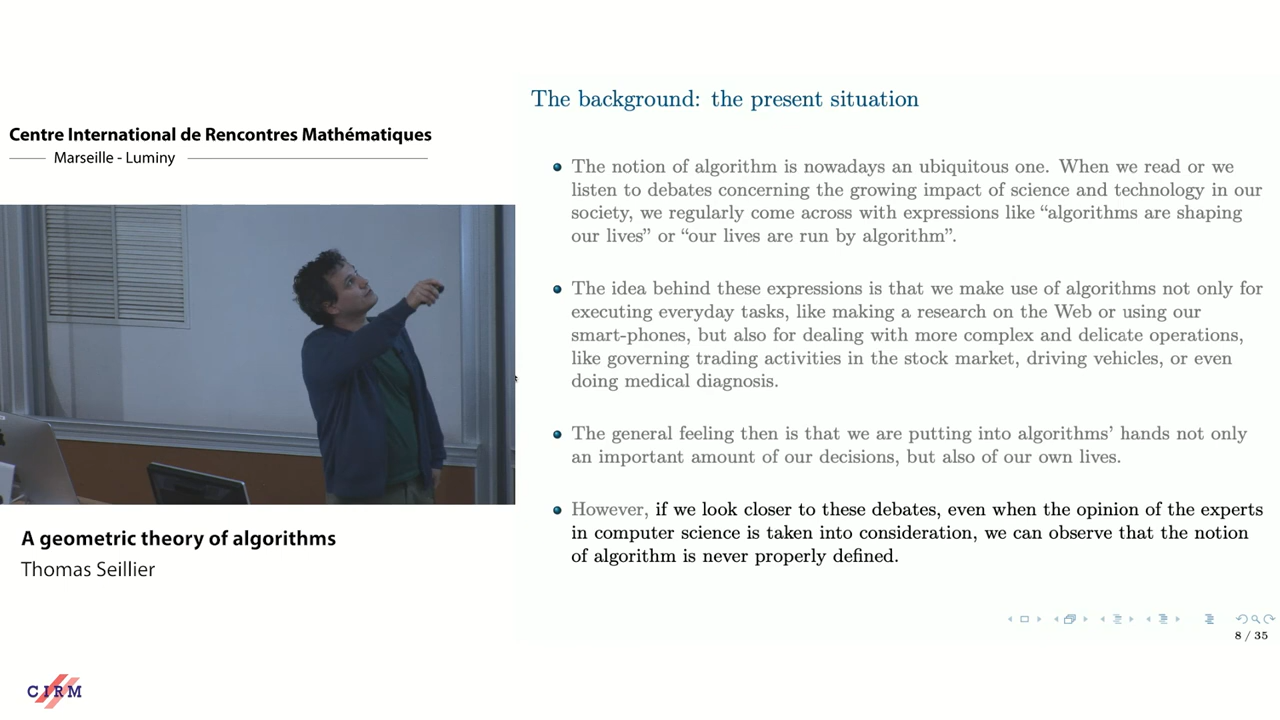 Centre International de Rencontres Mathématiques
Marseille - Luminy
A geometric theory of algorithms
Thomas Seillier
CIRM
The background: the present situation
The notion of algorithm is nowadays an ubiquitous one. When we read or we
listen to debates concerning the growing impact of science and technology in our
society, we regularly come across with expressions like “algorithms are shaping
our lives” or “our lives are run by algorithm”.
The idea behind these expressions is that we make use of algorithms not only for
executing everyday tasks, like making a research on the Web or using our
smart-phones, but also for dealing with more complex and delicate operations,
like governing trading activities in the stock market, driving vehicles, or even
doing medical diagnosis.
The general feeling then is that we are putting into algorithms’ hands not only
an important amount of our decisions, but also of our own lives.
However, if we look closer to these debates, even when the opinion of the experts
in computer science is taken into consideration, we can observe that the notion
of algorithm is never properly defined.
8 / 35